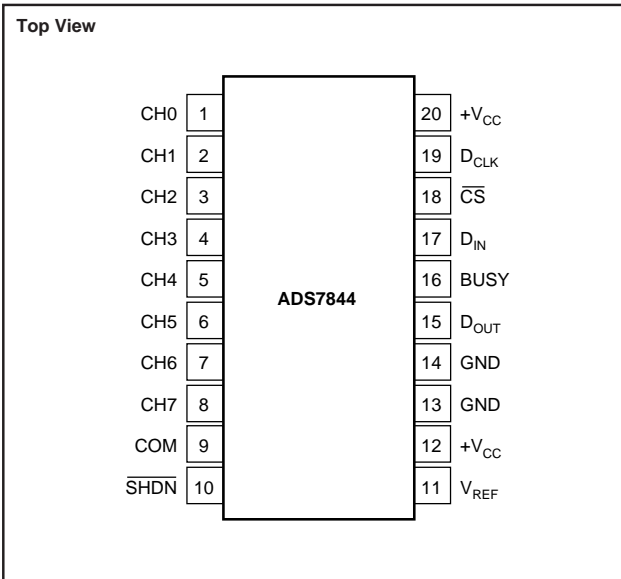 Top View
CH0 1 20 +VCC
CH1 2 19 DCLK
CH2 3 18 C̅S̅
CH3 4 17 DIN
CH4 5 16 BUSY
ADS7844
CH5 6 15 DOUT
CH6 7 14 GND
CH7 8 13 GND
COM 9 12 +VCC
S̅H̅D̅N̅ 10 11 VREF